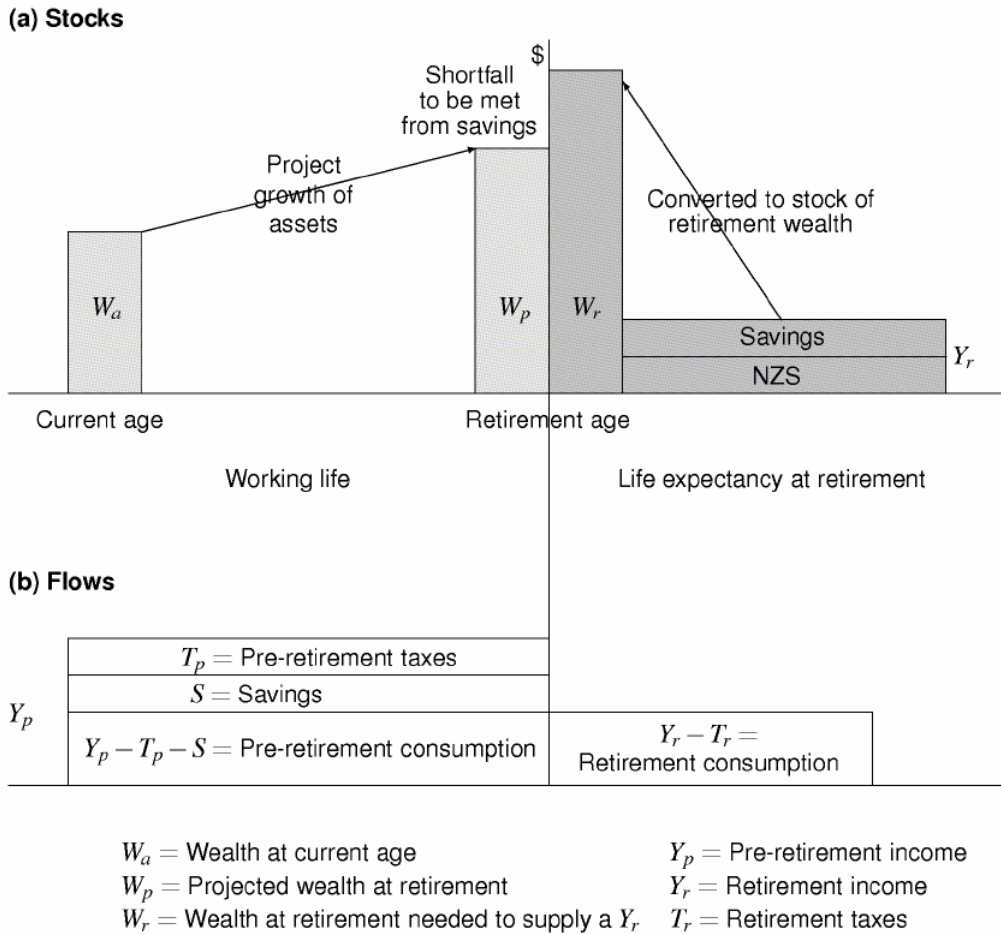 (a) Stocks
$
Shortfall
to be met
from savings
Project
growth of
assets
Converted to stock of
retirement wealth
W_a
W_p
W_r
Savings
NZS
Y_r
Current age
Retirement age
Working life
Life expectancy at retirement
(b) Flows
T_p = Pre-retirement taxes
S = Savings
Y_p
Y_p − T_p − S = Pre-retirement consumption
Y_r − T_r =
Retirement consumption
W_a = Wealth at current age
W_p = Projected wealth at retirement
W_r = Wealth at retirement needed to supply a Y_r
Y_p = Pre-retirement income
Y_r = Retirement income
T_r = Retirement taxes